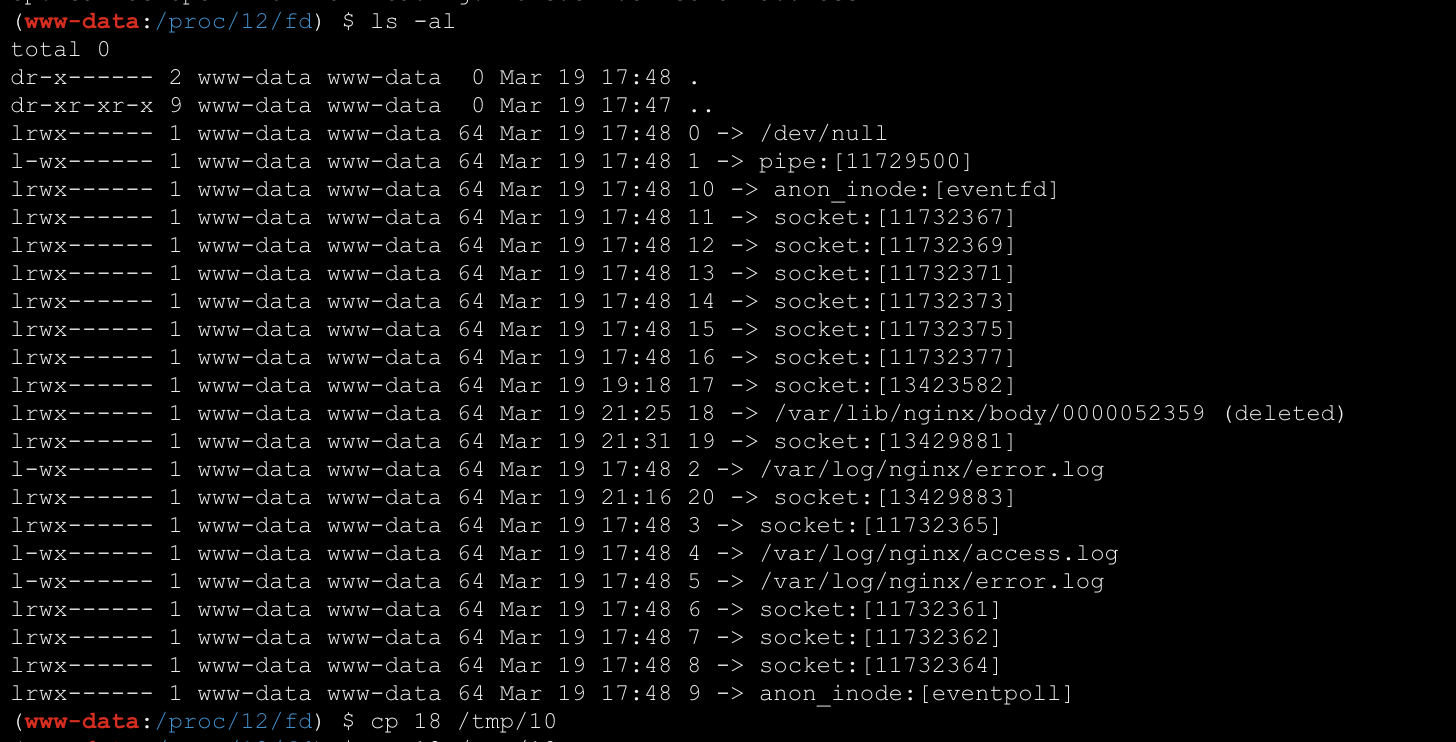 (www-data:/proc/12/fd) $ ls -al
total 0
dr-x------ 2 www-data www-data  0 Mar 19 17:48 .
dr-xr-xr-x 9 www-data www-data  0 Mar 19 17:47 ..
lrwx------ 1 www-data www-data 64 Mar 19 17:48 0 -> /dev/null
l-wx------ 1 www-data www-data 64 Mar 19 17:48 1 -> pipe:[11729500]
lrwx------ 1 www-data www-data 64 Mar 19 17:48 10 -> anon_inode:[eventfd]
lrwx------ 1 www-data www-data 64 Mar 19 17:48 11 -> socket:[11732367]
lrwx------ 1 www-data www-data 64 Mar 19 17:48 12 -> socket:[11732369]
lrwx------ 1 www-data www-data 64 Mar 19 17:48 13 -> socket:[11732371]
lrwx------ 1 www-data www-data 64 Mar 19 17:48 14 -> socket:[11732373]
lrwx------ 1 www-data www-data 64 Mar 19 17:48 15 -> socket:[11732375]
lrwx------ 1 www-data www-data 64 Mar 19 17:48 16 -> socket:[11732377]
lrwx------ 1 www-data www-data 64 Mar 19 19:18 17 -> socket:[13423582]
lrwx------ 1 www-data www-data 64 Mar 19 21:25 18 -> /var/lib/nginx/body/0000052359 (deleted)
lrwx------ 1 www-data www-data 64 Mar 19 21:31 19 -> socket:[13429881]
l-wx------ 1 www-data www-data 64 Mar 19 17:48 2 -> /var/log/nginx/error.log
lrwx------ 1 www-data www-data 64 Mar 19 21:16 20 -> socket:[13429883]
lrwx------ 1 www-data www-data 64 Mar 19 17:48 3 -> socket:[11732365]
l-wx------ 1 www-data www-data 64 Mar 19 17:48 4 -> /var/log/nginx/access.log
l-wx------ 1 www-data www-data 64 Mar 19 17:48 5 -> /var/log/nginx/error.log
lrwx------ 1 www-data www-data 64 Mar 19 17:48 6 -> socket:[11732361]
lrwx------ 1 www-data www-data 64 Mar 19 17:48 7 -> socket:[11732362]
lrwx------ 1 www-data www-data 64 Mar 19 17:48 8 -> socket:[11732364]
lrwx------ 1 www-data www-data 64 Mar 19 17:48 9 -> anon_inode:[eventpoll]
(www-data:/proc/12/fd) $ cp 18 /tmp/10